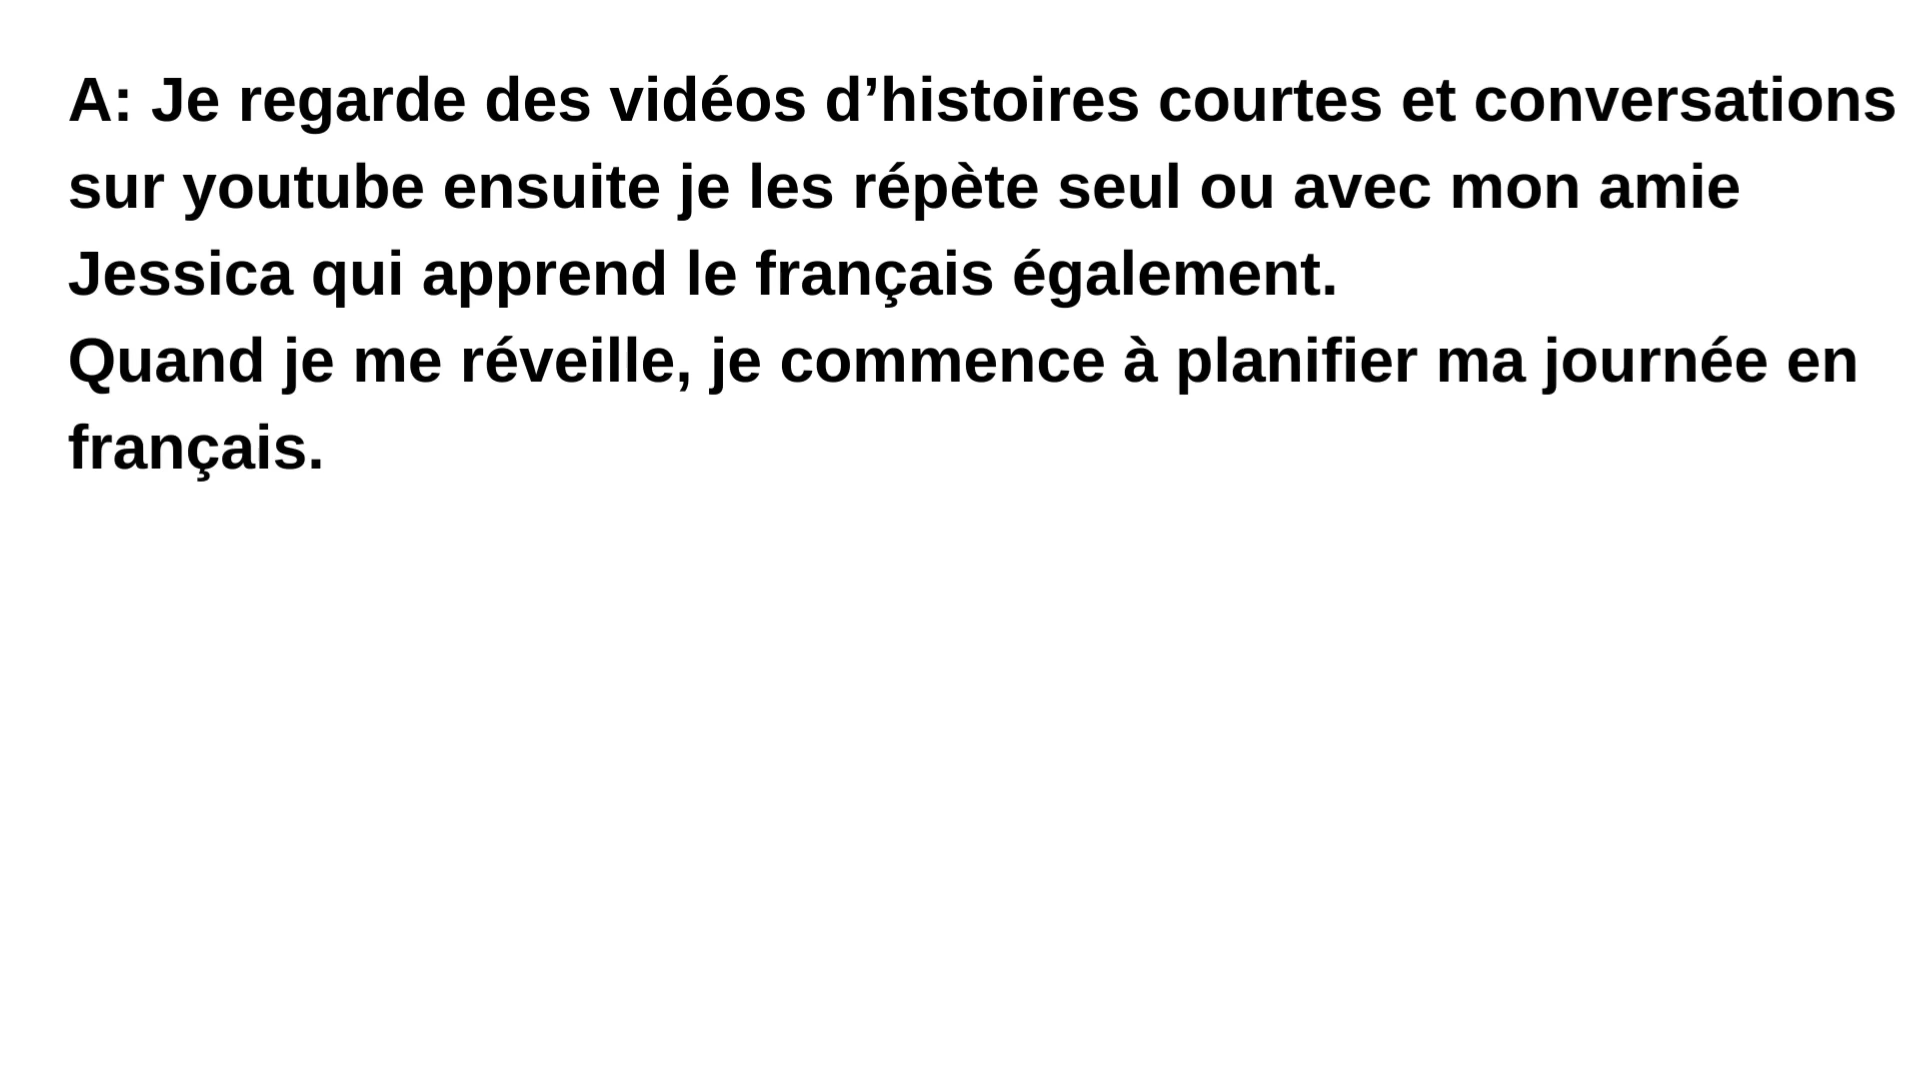 A: Je regarde des vidéos d’histoires courtes et conversations
sur youtube ensuite je les répète seul ou avec mon amie
Jessica qui apprend le français également.
Quand je me réveille, je commence à planifier ma journée en
français.